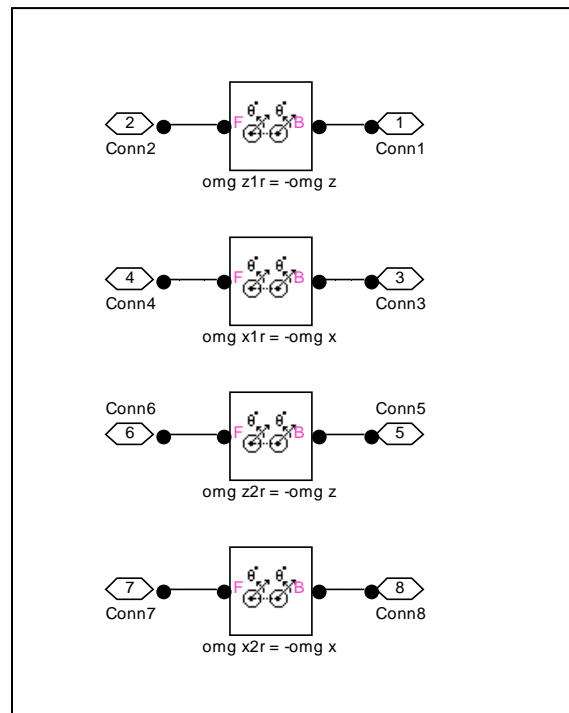 θ° θ°
2 F B 1
Conn2 Conn1
omg z1r = -omg z
θ° θ°
4 F B 3
Conn4 Conn3
omg x1r = -omg x
Conn6 Conn5
θ° θ°
6 F B 5
omg z2r = -omg z
θ° θ°
7 F B 8
Conn7 Conn8
omg x2r = -omg x